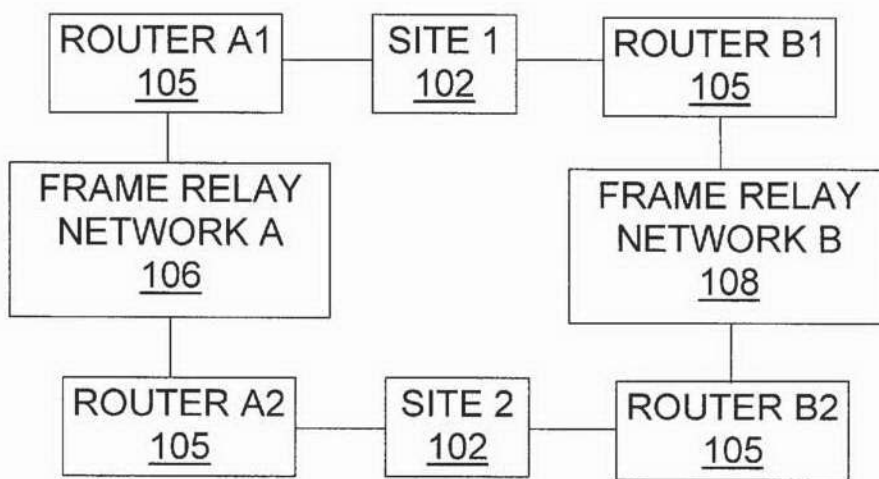 ROUTER A1
105
SITE 1
102
ROUTER B1
105
FRAME RELAY
NETWORK A
106
FRAME RELAY
NETWORK B
108
ROUTER A2
105
SITE 2
102
ROUTER B2
105